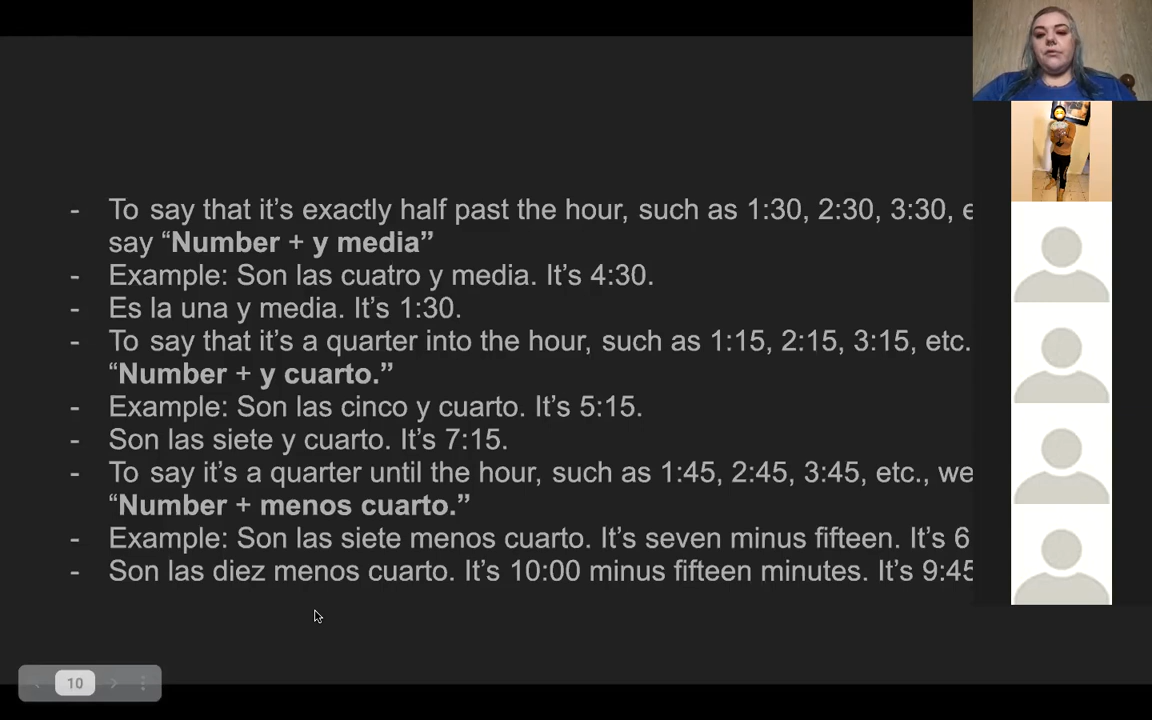 - To say that it’s exactly half past the hour, such as 1:30, 2:30, 3:30,
say “Number + y media”
- Example: Son las cuatro y media. It’s 4:30.
- Es la una y media. It’s 1:30.
- To say that it’s a quarter into the hour, such as 1:15, 2:15, 3:15, etc.
“Number + y cuarto.”
- Example: Son las cinco y cuarto. It’s 5:15.
- Son las siete y cuarto. It’s 7:15.
- To say it’s a quarter until the hour, such as 1:45, 2:45, 3:45, etc., we
“Number + menos cuarto.”
- Example: Son las siete menos cuarto. It’s seven minus fifteen. It’s 6
- Son las diez menos cuarto. It’s 10:00 minus fifteen minutes. It’s 9:45
10